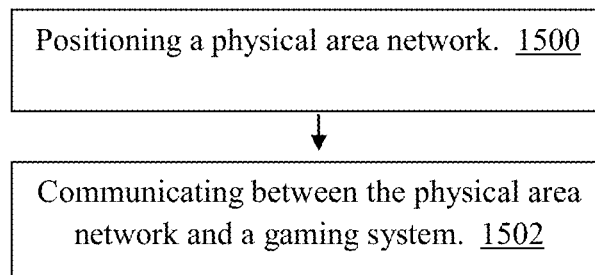 Positioning a physical area network. 1500
Communicating between the physical area
network and a gaming system. 1502